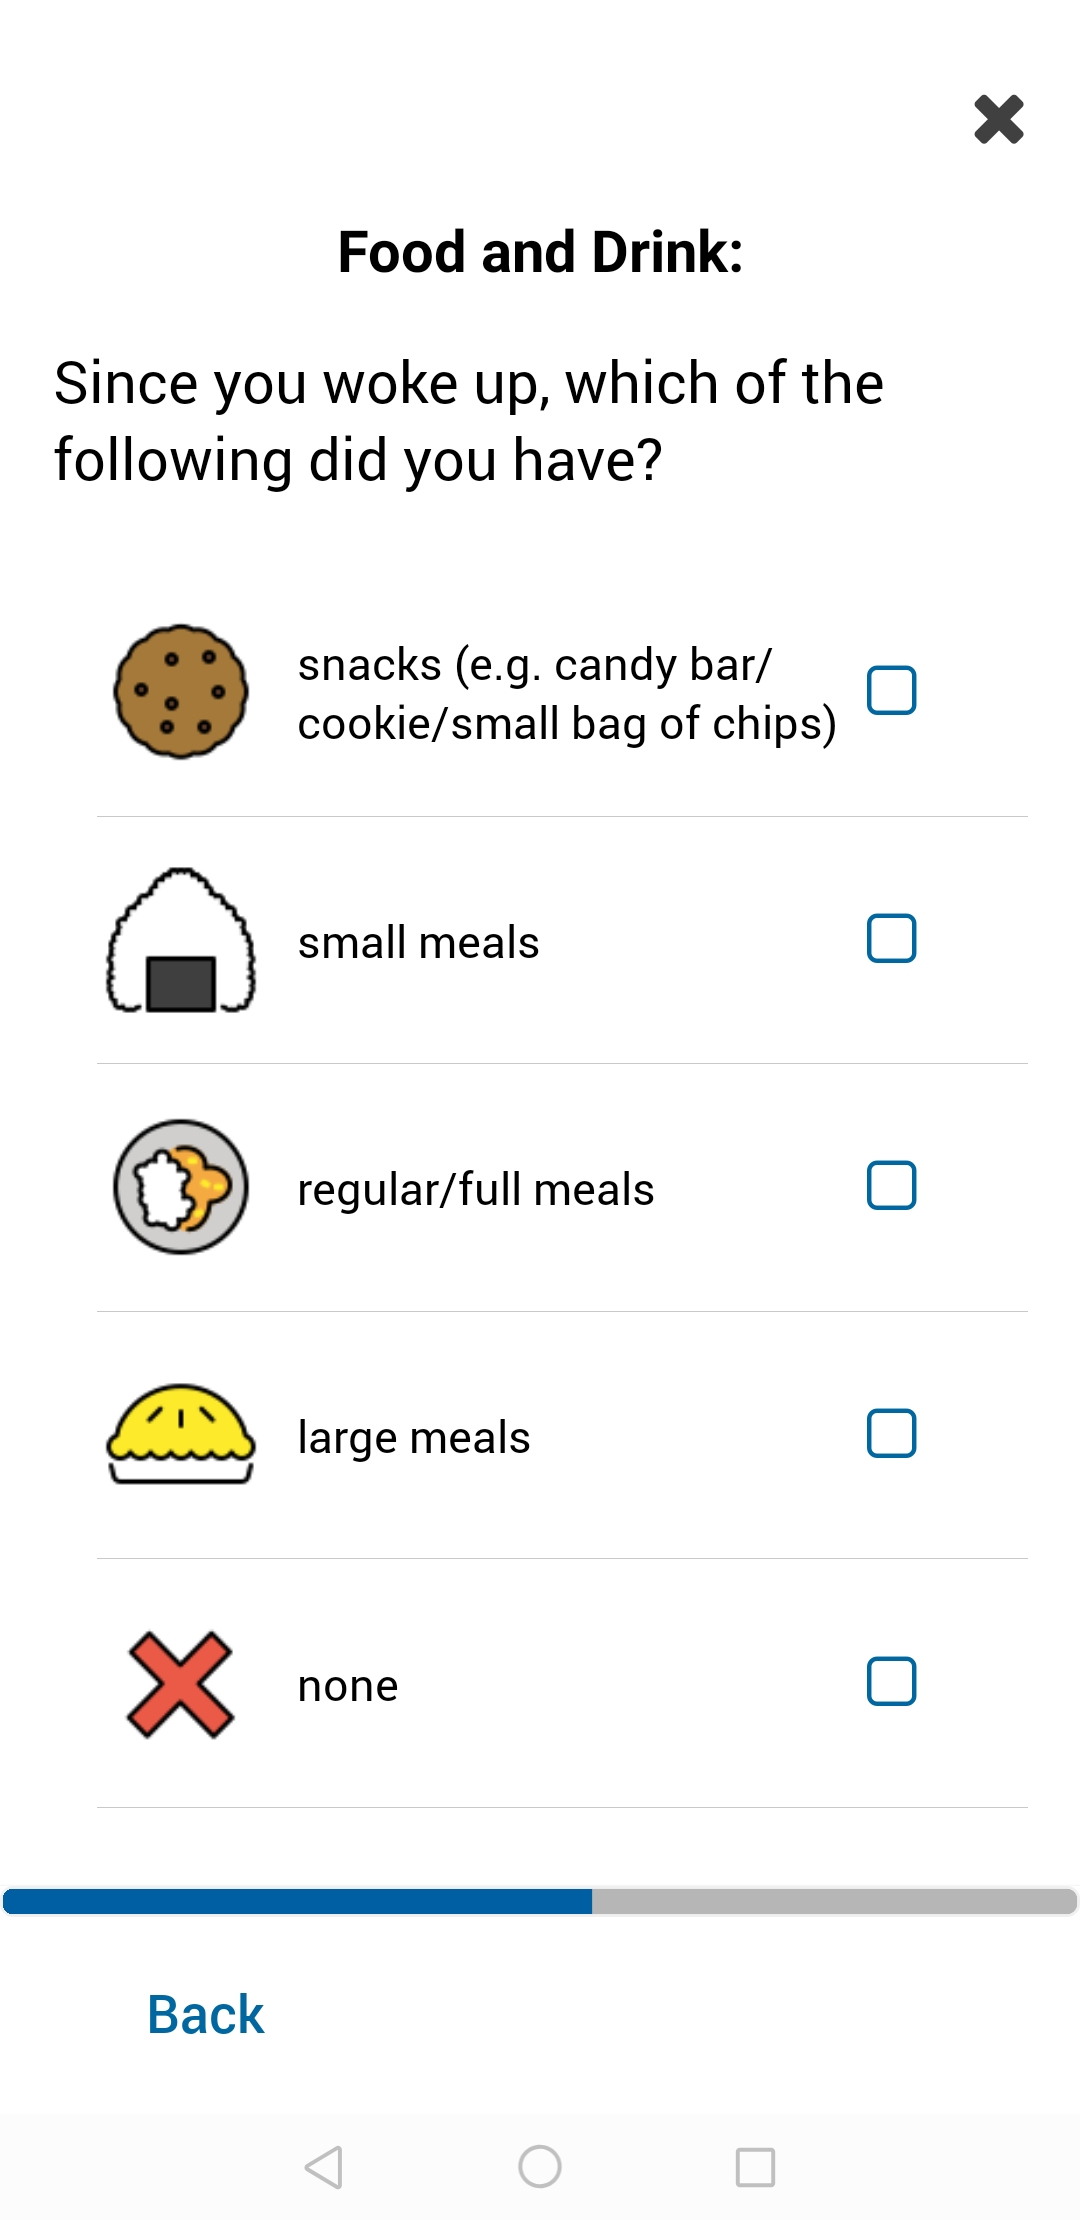 Food and Drink:
Since you woke up, which of the
following did you have?
snacks (e.g. candy bar/
cookie/small bag of chips)
small meals
regular/full meals
large meals
none
Back